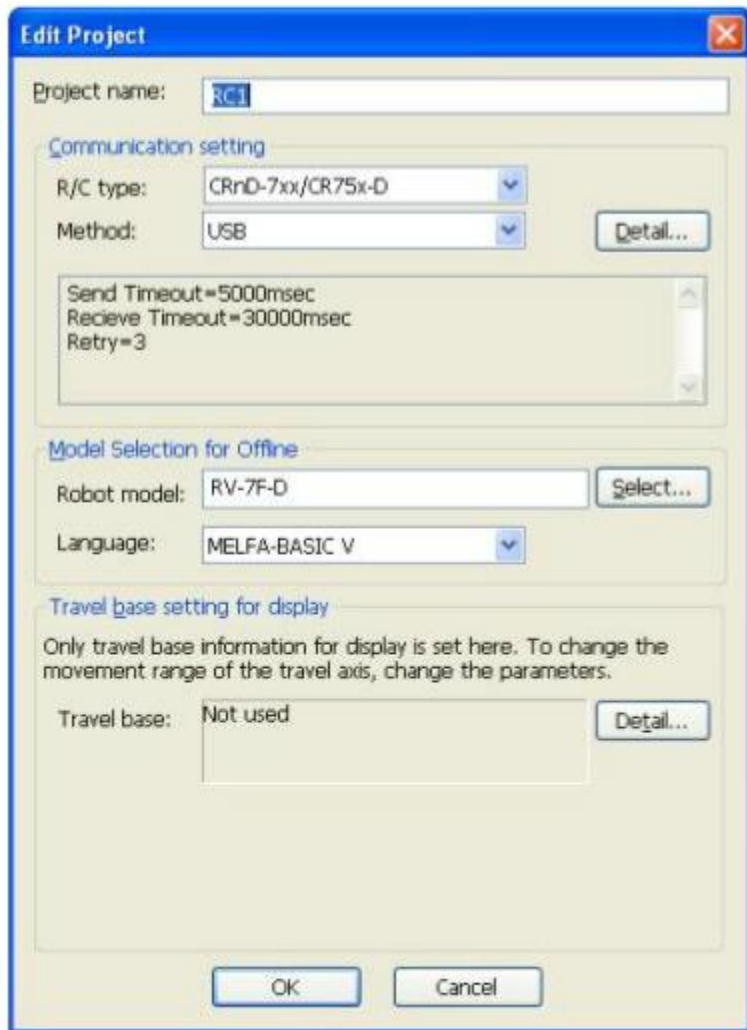 Edit Project
Project name: RC1
Communication setting
R/C type: CRnD-7xx/CR75x-D
Method: USB Detail...
Send Timeout=5000msec
Recieve Timeout=30000msec
Retry=3
Model Selection for Offline
Robot model: RV-7F-D Select...
Language: MELFA-BASIC V
Travel base setting for display
Only travel base information for display is set here. To change the
movement range of the travel axis, change the parameters.
Travel base: Not used Detail...
OK Cancel